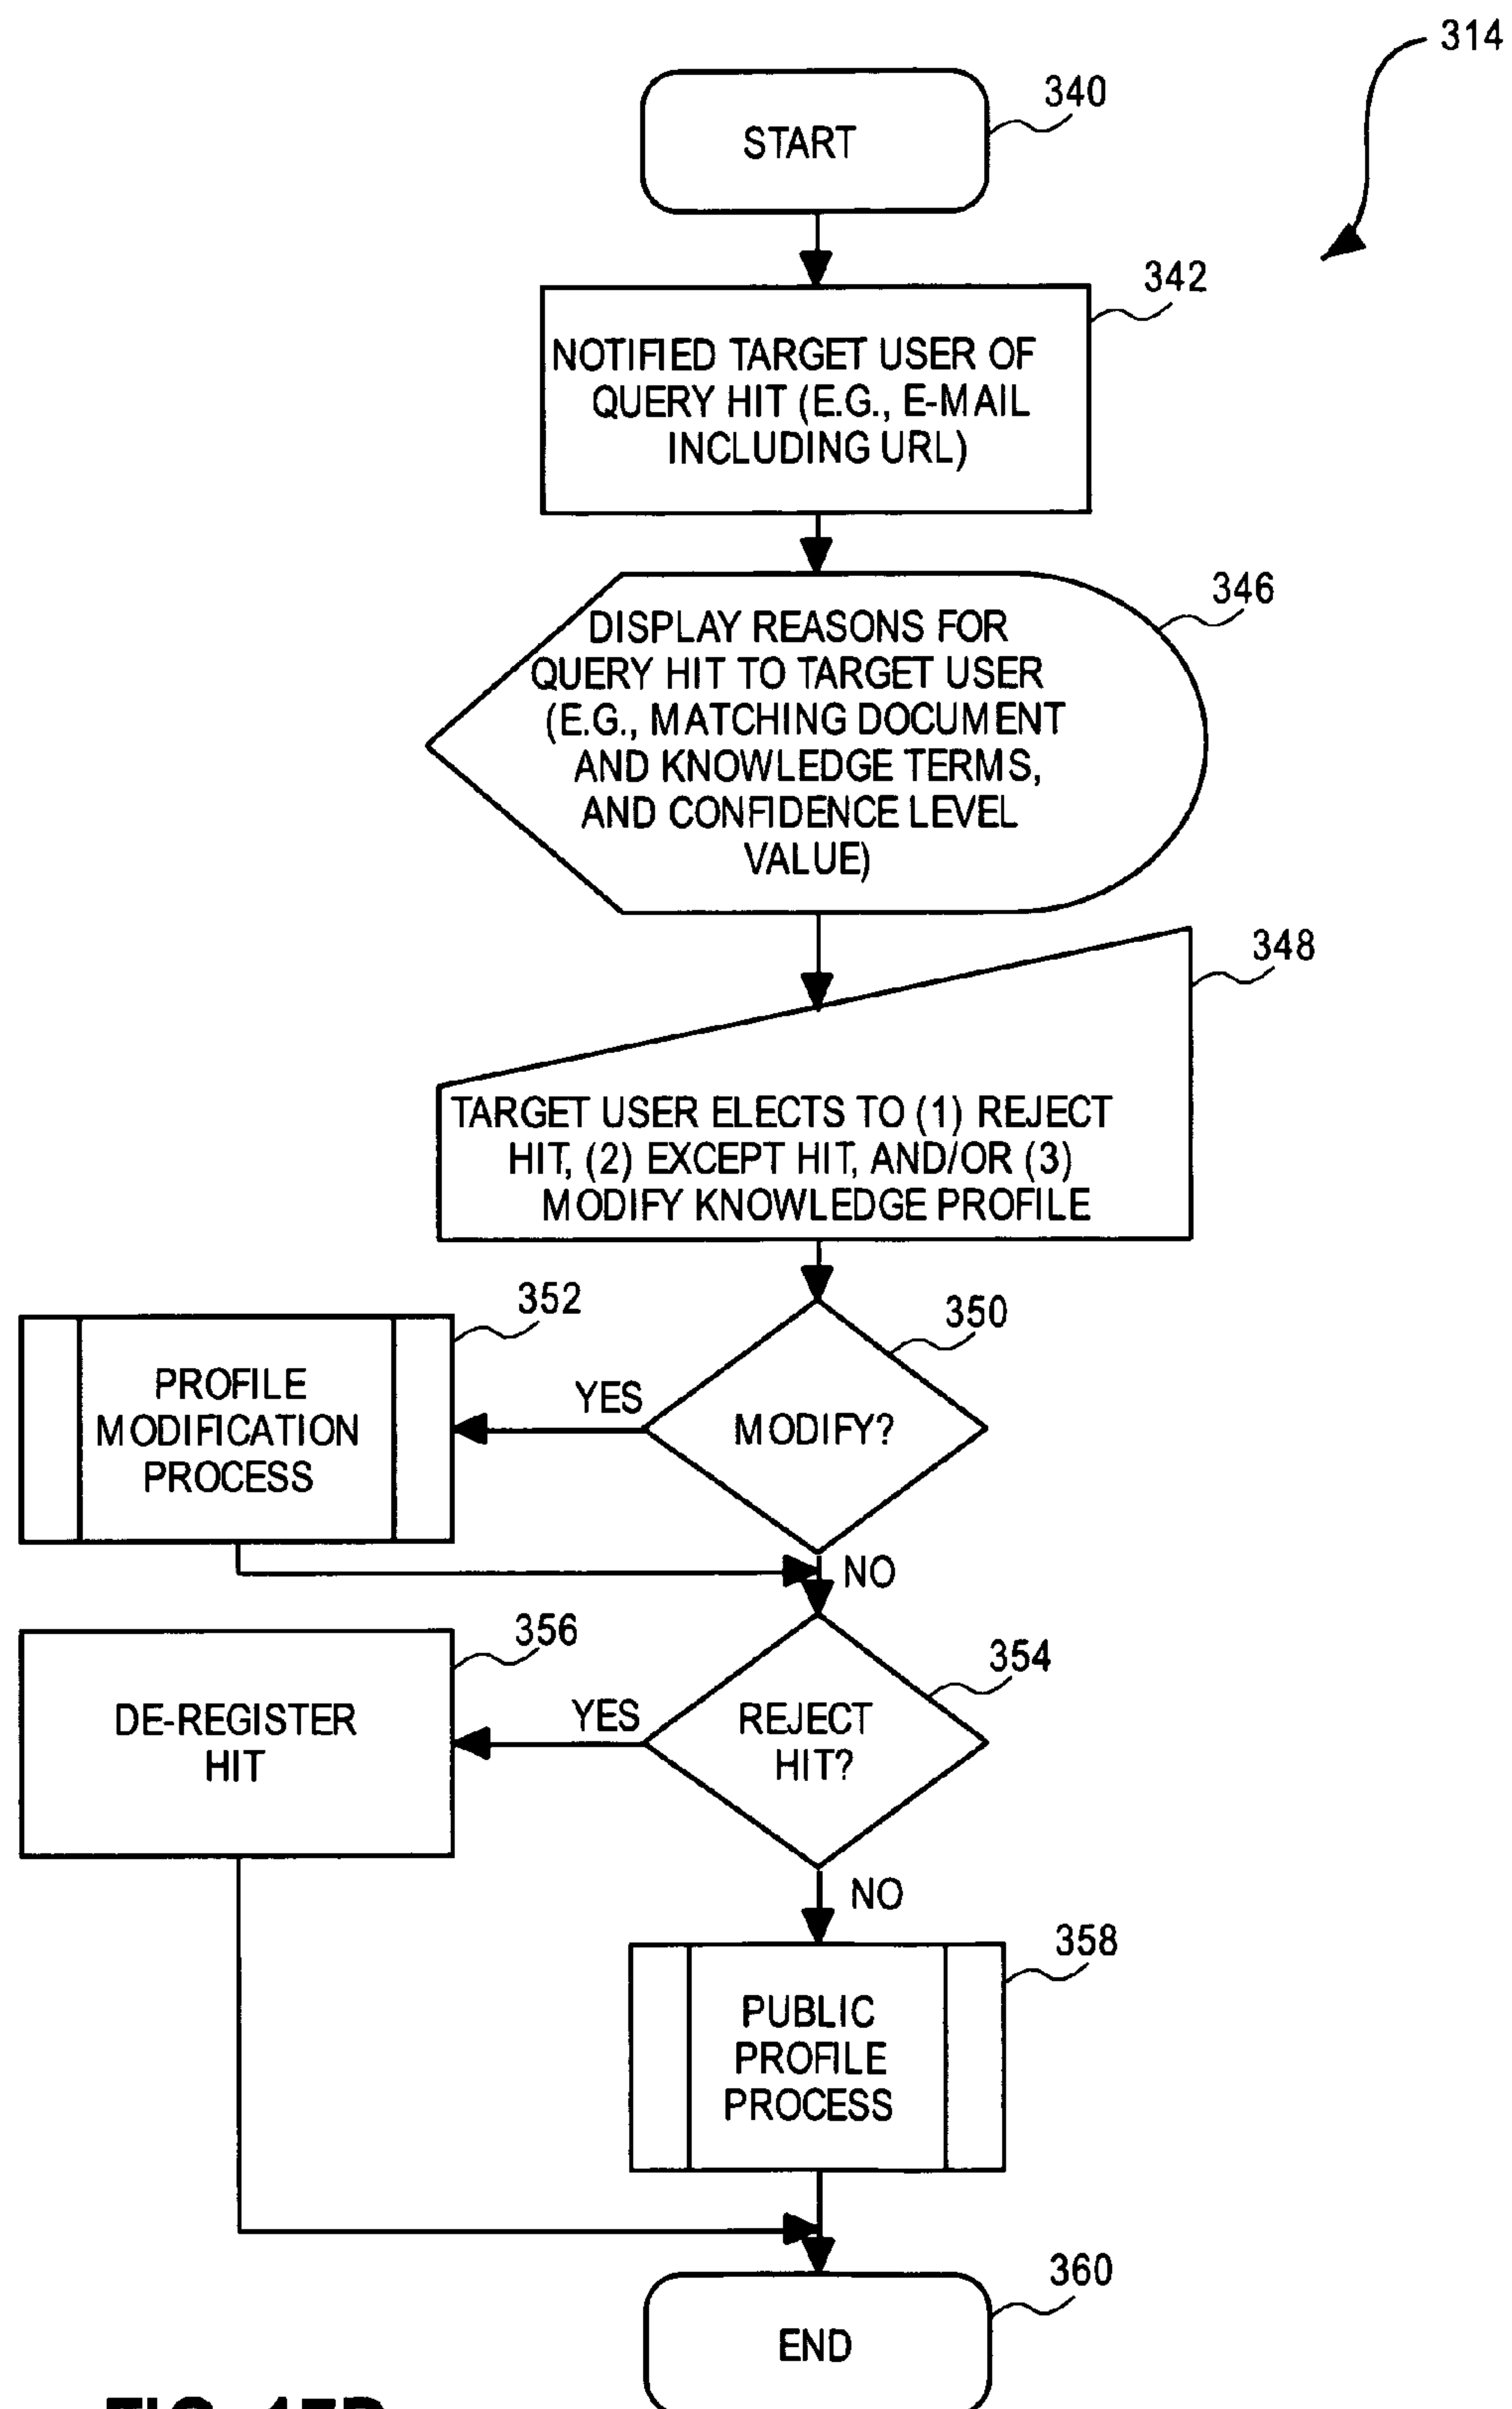 314
340
START
342
NOTIFIED TARGET USER OF
QUERY HIT (E.G., E-MAIL
INCLUDING URL)
346
DISPLAY REASONS FOR
QUERY HIT TO TARGET USER
(E.G., MATCHING DOCUMENT
AND KNOWLEDGE TERMS,
AND CONFIDENCE LEVEL
VALUE)
348
TARGET USER ELECTS TO (1) REJECT
HIT, (2) EXCEPT HIT, AND/OR (3)
MODIFY KNOWLEDGE PROFILE
350
MODIFY?
YES
352
PROFILE
MODIFICATION
PROCESS
NO
354
REJECT
HIT?
YES
356
DE-REGISTER
HIT
NO
358
PUBLIC
PROFILE
PROCESS
360
END